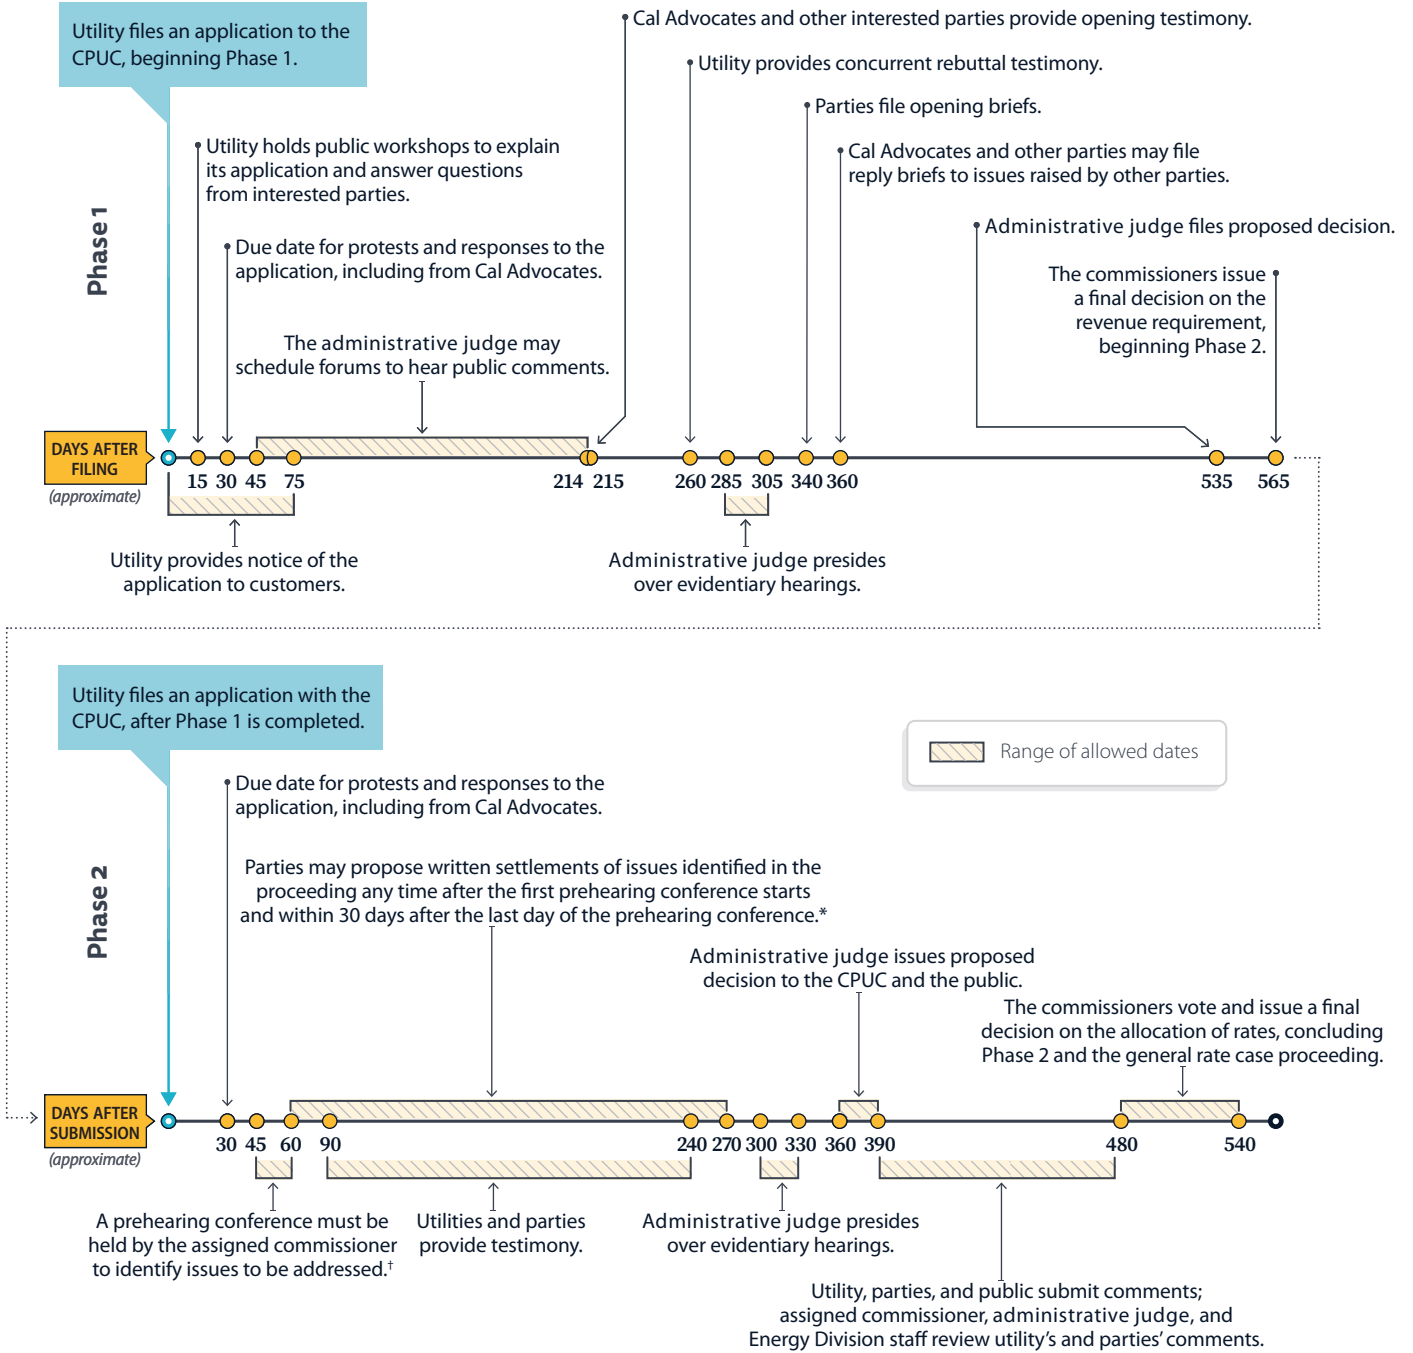 Utility files an application to the
CPUC, beginning Phase 1.
Cal Advocates and other interested parties provide opening testimony.
Utility provides concurrent rebuttal testimony.
Parties file opening briefs.
Utility holds public workshops to explain
its application and answer questions
from interested parties.
Cal Advocates and other parties may file
reply briefs to issues raised by other parties.
Phase 1
Due date for protests and responses to the
application, including from Cal Advocates.
Administrative judge files proposed decision.
The commissioners issue
a final decision on the
revenue requirement,
beginning Phase 2.
The administrative judge may
schedule forums to hear public comments.
DAYS AFTER
FILING
(approximate)
15 30 45 75 214 215 260 285 305 340 360 535 565
Utility provides notice of the
application to customers.
Administrative judge presides
over evidentiary hearings.
Utility files an application with the
CPUC, after Phase 1 is completed.
Range of allowed dates
Due date for protests and responses to the
application, including from Cal Advocates.
Phase 2
Parties may propose written settlements of issues identified in the
proceeding any time after the first prehearing conference starts
and within 30 days after the last day of the prehearing conference.*
Administrative judge issues proposed
decision to the CPUC and the public.
The commissioners vote and issue a final
decision on the allocation of rates, concluding
Phase 2 and the general rate case proceeding.
DAYS AFTER
SUBMISSION
(approximate)
30 45 60 90 240 270 300 330 360 390 480 540
A prehearing conference must be
held by the assigned commissioner
to identify issues to be addressed.†
Utilities and parties
provide testimony.
Administrative judge presides
over evidentiary hearings.
Utility, parties, and public submit comments;
assigned commissioner, administrative judge, and
Energy Division staff review utility's and parties' comments.